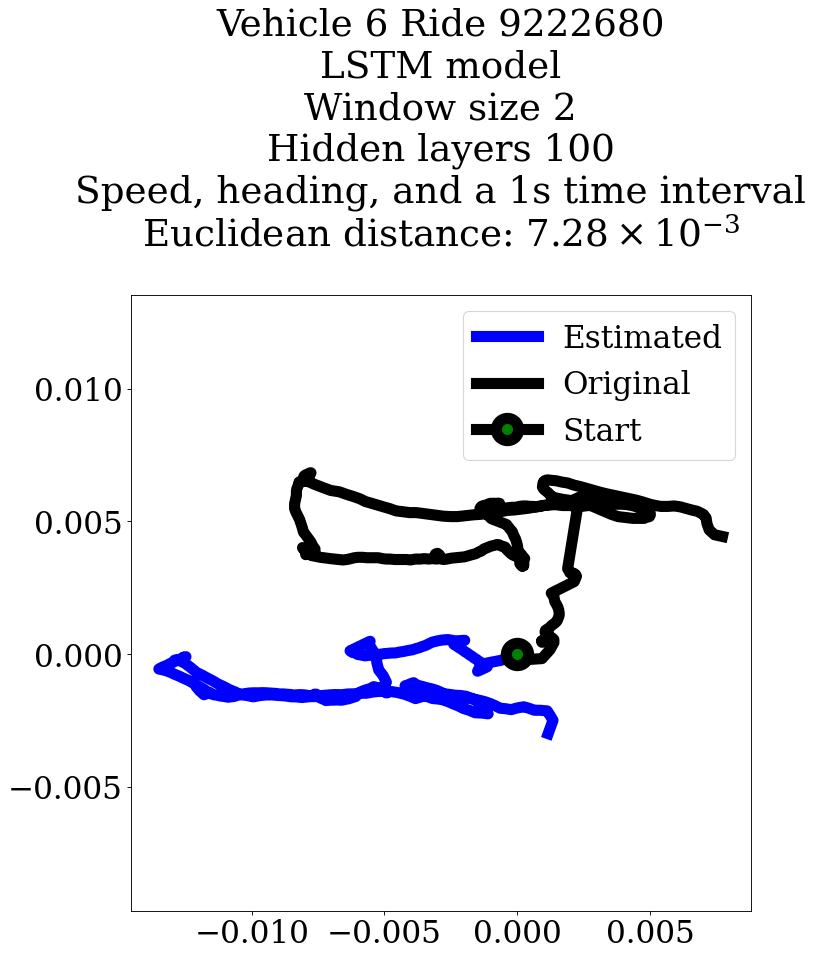 Vehicle 6 Ride 9222680
LSTM model
Window size 2
Hidden layers 100
Speed, heading, and a 1s time interval
Euclidean distance: 7.28 × 10⁻³
Estimated
Original
Start
0.010
0.005
0.000
−0.005
−0.010 −0.005 0.000 0.005